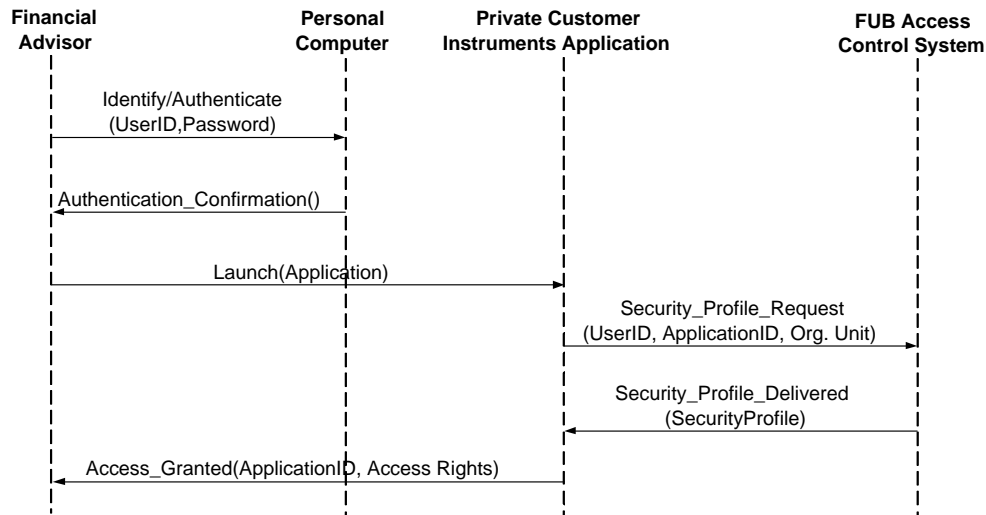 Financial
Advisor
Personal
Computer
Private Customer
Instruments Application
FUB Access
Control System
Identify/Authenticate
(UserID,Password)
Authentication_Confirmation()
Launch(Application)
Security_Profile_Request
(UserID, ApplicationID, Org. Unit)
Security_Profile_Delivered
(SecurityProfile)
Access_Granted(ApplicationID, Access Rights)